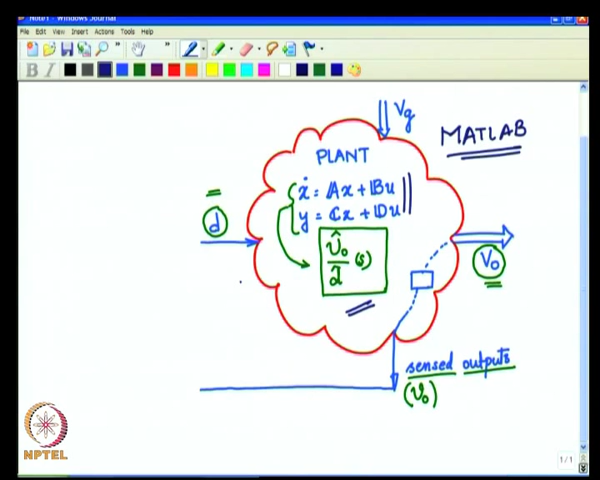 Note1 - Windows Journal
File Edit View Insert Actions Tools Help
B I
Vg
MATLAB
PLANT
ẋ = Ax + Bu
y = Cx + Du
d
v̂o
d̂
(s)
Vo
sensed outputs
(vo)
NPTEL
1 / 1